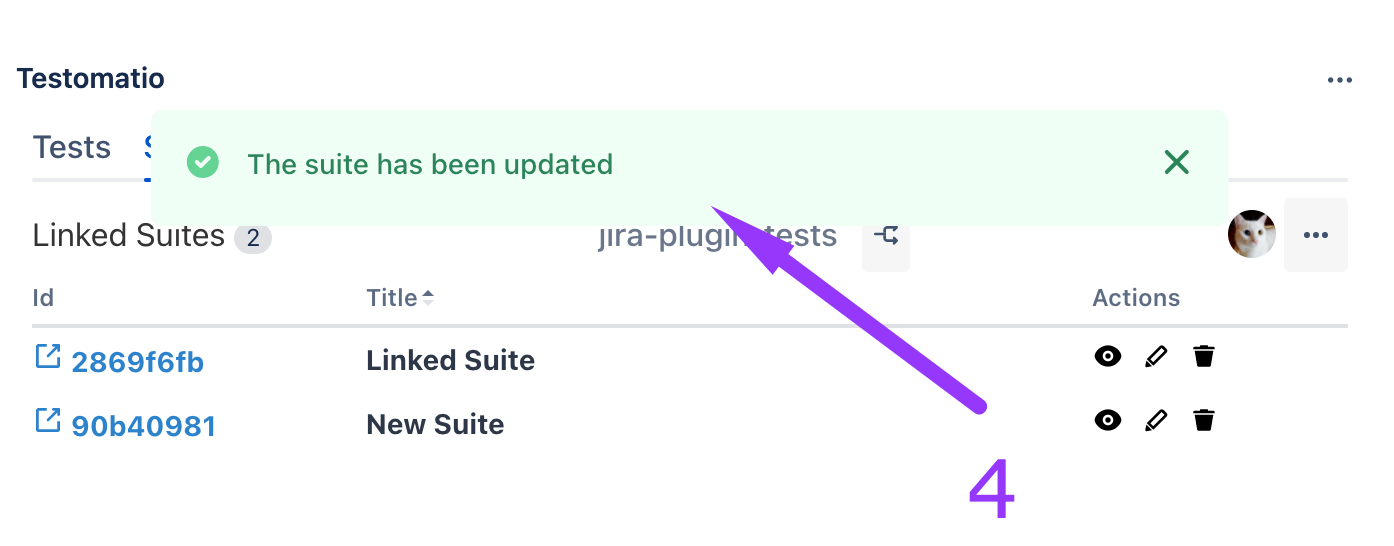 Testomatio
Tests
The suite has been updated
Linked Suites 2
jira-plugin-tests
Id Title Actions
2869f6fb Linked Suite
90b40981 New Suite
4